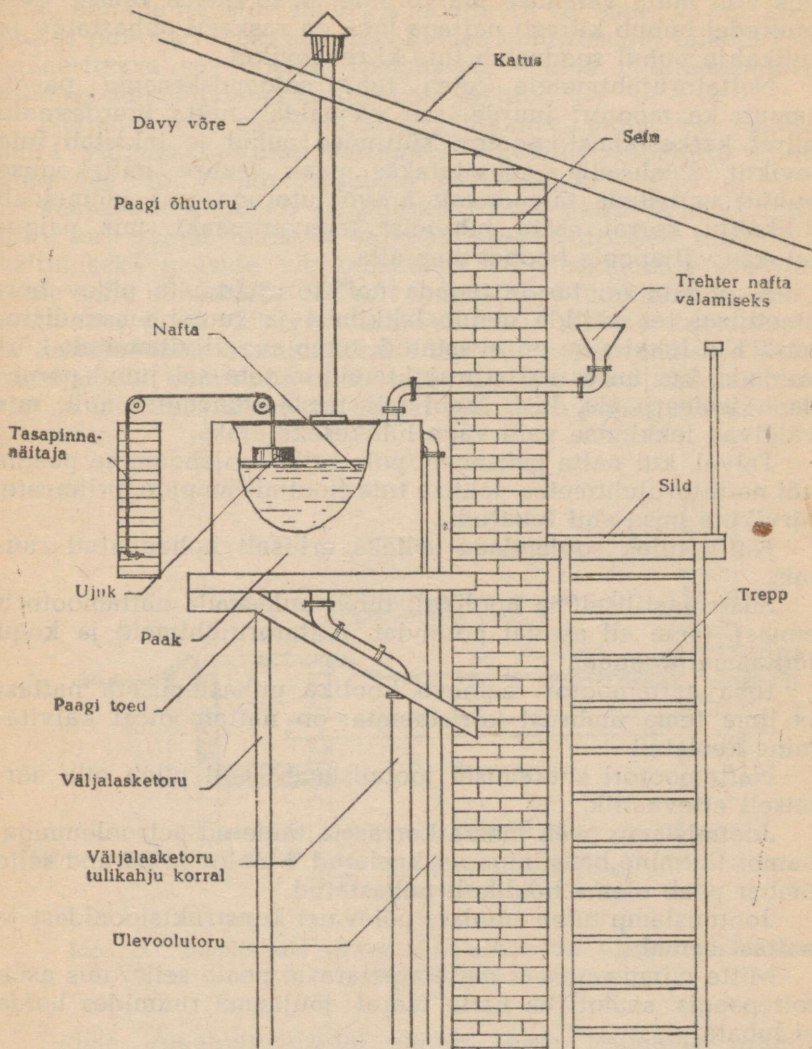 Katus
Davy võre
Sein
Paagi õhutoru
Trehter nafta
valamiseks
Nafta
Tasapinna-
näitaja
Sild
Ujuk
Trepp
Paak
Paagi toed
Väljalasketoru
Väljalasketoru
tulikahju korral
Ülevoolutoru